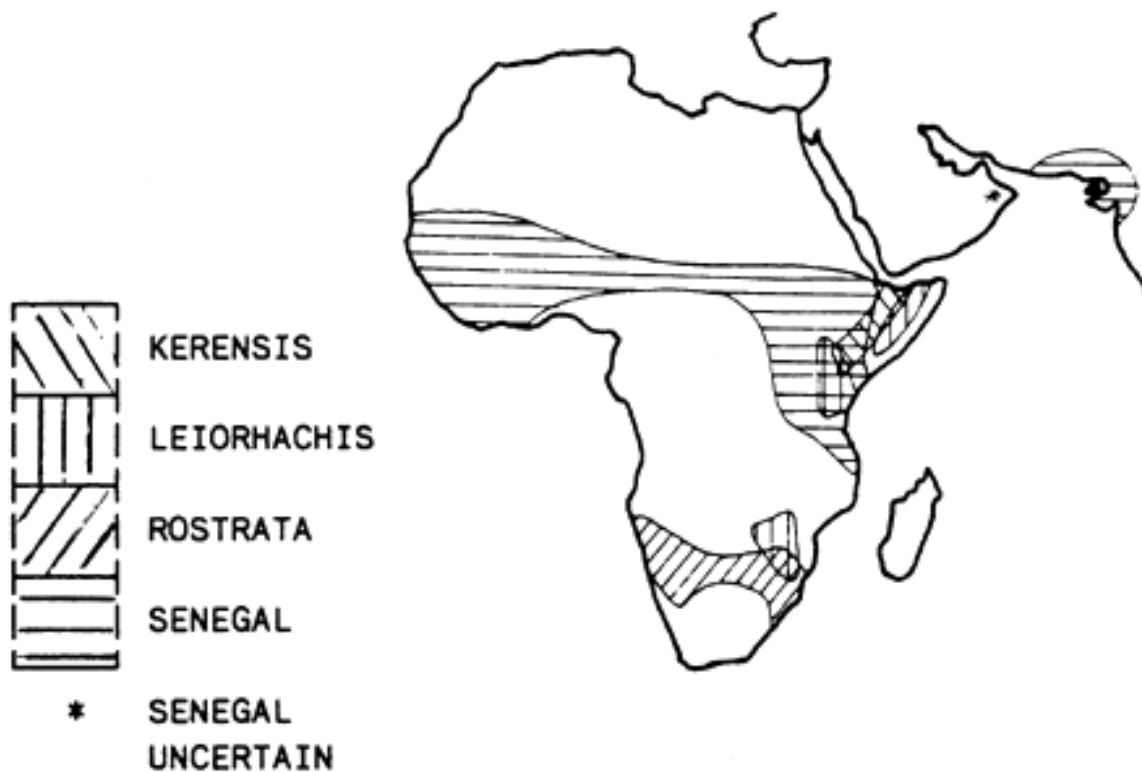 KERENSIS
LEIORHACHIS
ROSTRATA
SENEGAL
* SENEGAL
UNCERTAIN